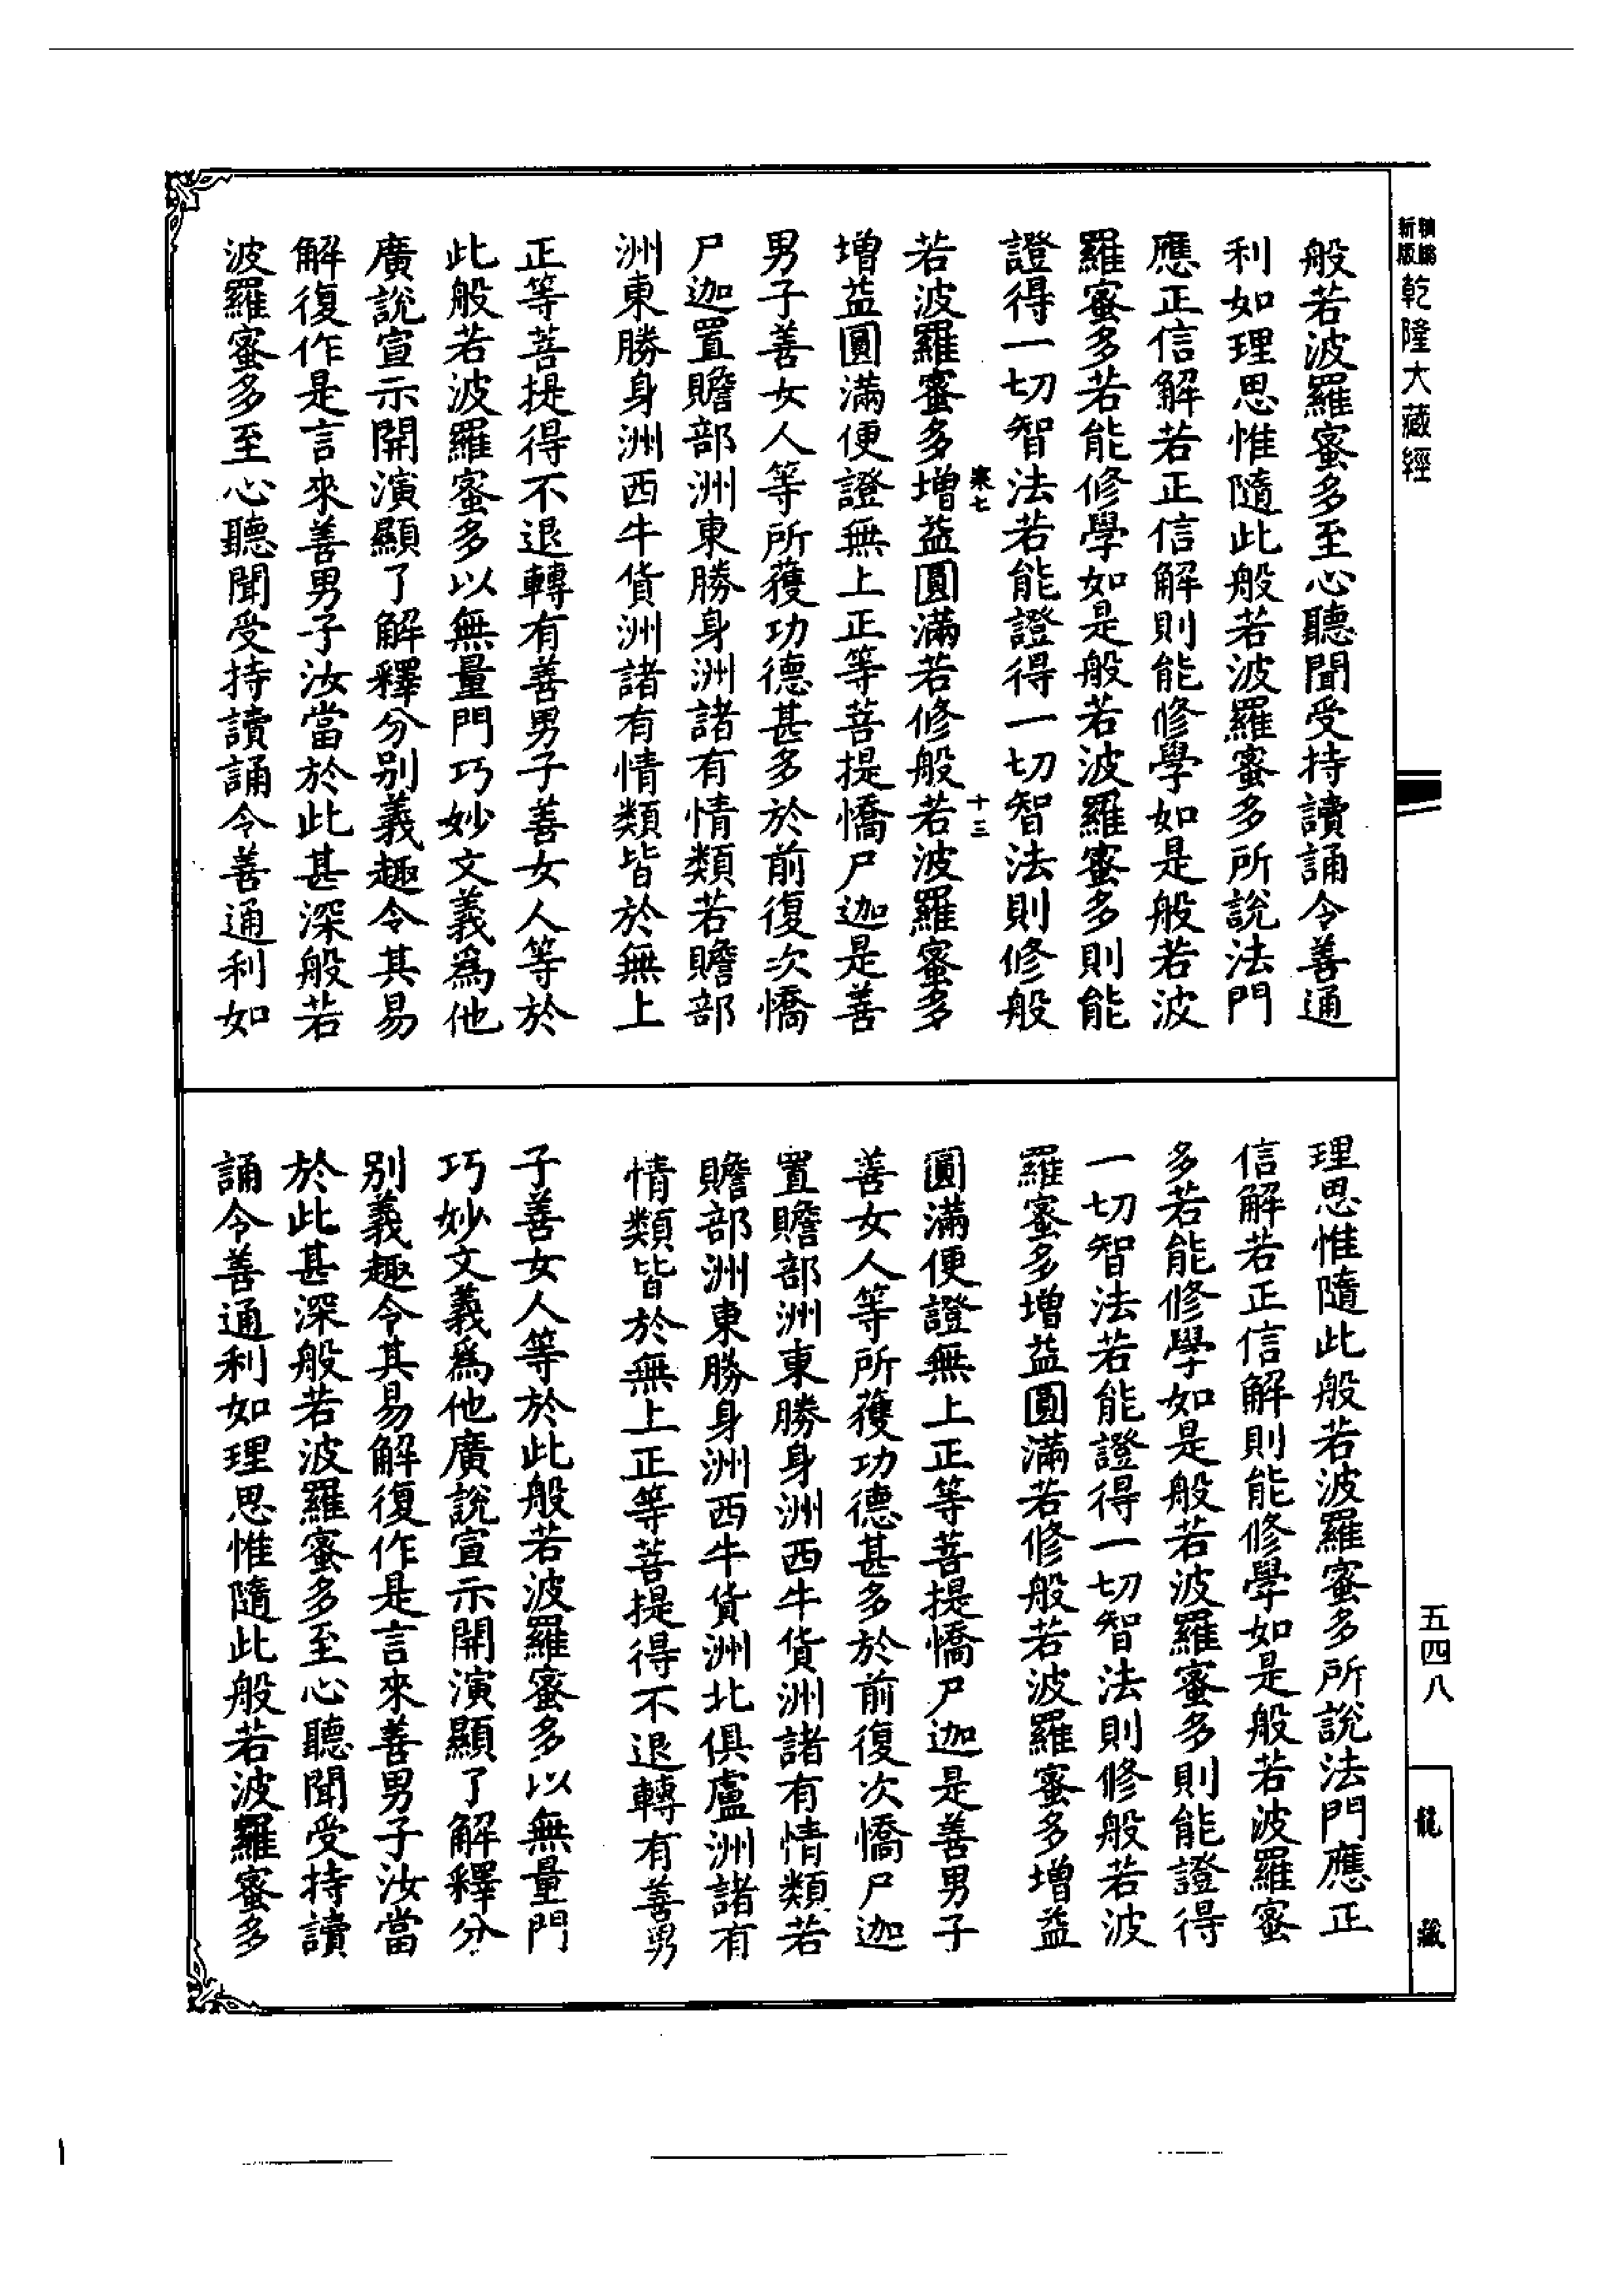 新版
精編
乾隆大藏經
般若波羅蜜多至心聽聞受持讀誦令善通
利如理思惟隨此般若波羅蜜多所說法門
應正信解若正信解則能修學如是般若波
羅蜜多若能修學如是般若波羅蜜多則能
證得一切智法若能證得一切智法則修般
十三
若波羅蜜多增益圓滿若修般若波羅蜜多
增益圓滿便證無上正等菩提憍尸迦是善
男子善女人等所獲功德甚多於前復次憍
尸迦置贍部洲東勝身洲諸有情類若贍部
洲東勝身洲西牛貨洲諸有情類皆於無上
正等菩提得不退轉有善男子善女人等於
此般若波羅蜜多以無量門巧妙文義為他
廣說宣示開演顯了解釋分別義趣令其易
解復作是言來善男子汝當於此甚深般若
波羅蜜多至心聽聞受持讀誦令善通利如
理思惟隨此般若波羅蜜多所說法門應正
信解若正信解則能修學如是般若波羅蜜
多若能修學如是般若波羅蜜多則能證得
一切智法若能證得一切智法則修般若波
羅蜜多增益圓滿若修般若波羅蜜多增益
圓滿便證無上正等菩提憍尸迦是善男子
善女人等所獲功德甚多於前復次憍尸迦
置贍部洲東勝身洲西牛貨洲諸有情類若
贍部洲東勝身洲西牛貨洲北俱盧洲諸有
情類皆於無上正等菩提得不退轉有善男
子善女人等於此般若波羅蜜多以無量門
巧妙文義為他廣說宣示開演顯了解釋分
別義趣令其易解復作是言來善男子汝當
於此甚深般若波羅蜜多至心聽聞受持讀
誦令善通利如理思惟隨此般若波羅蜜多
五四八
龍藏